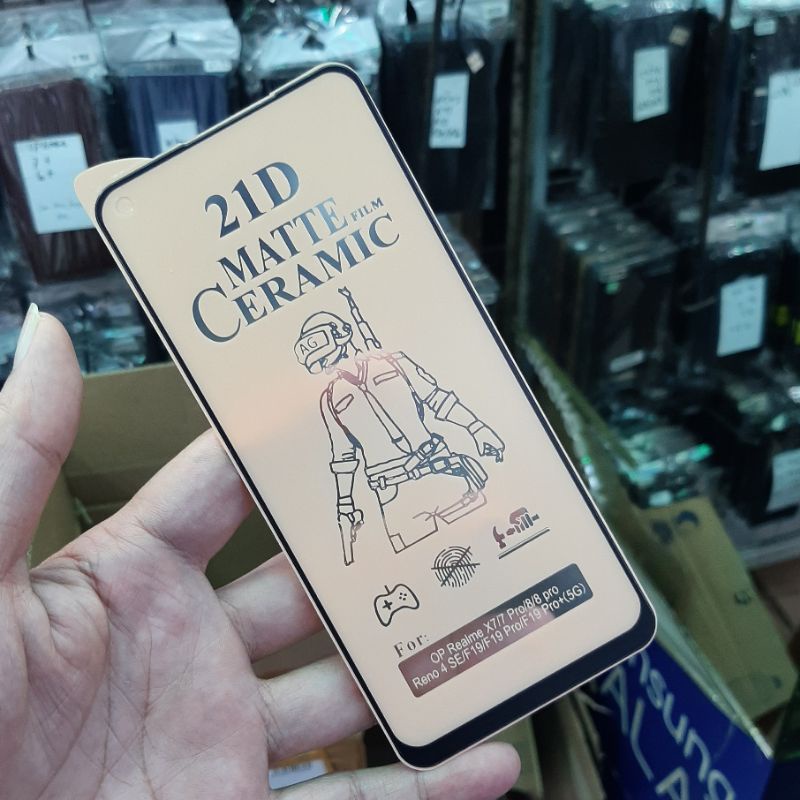 21D
MATTE FILM
CERAMIC
AG
For:
OP Realme X7/7 Pro/8/8 pro
Reno 4 SE/F19/F19 Pro/F19 Pro+(5G)